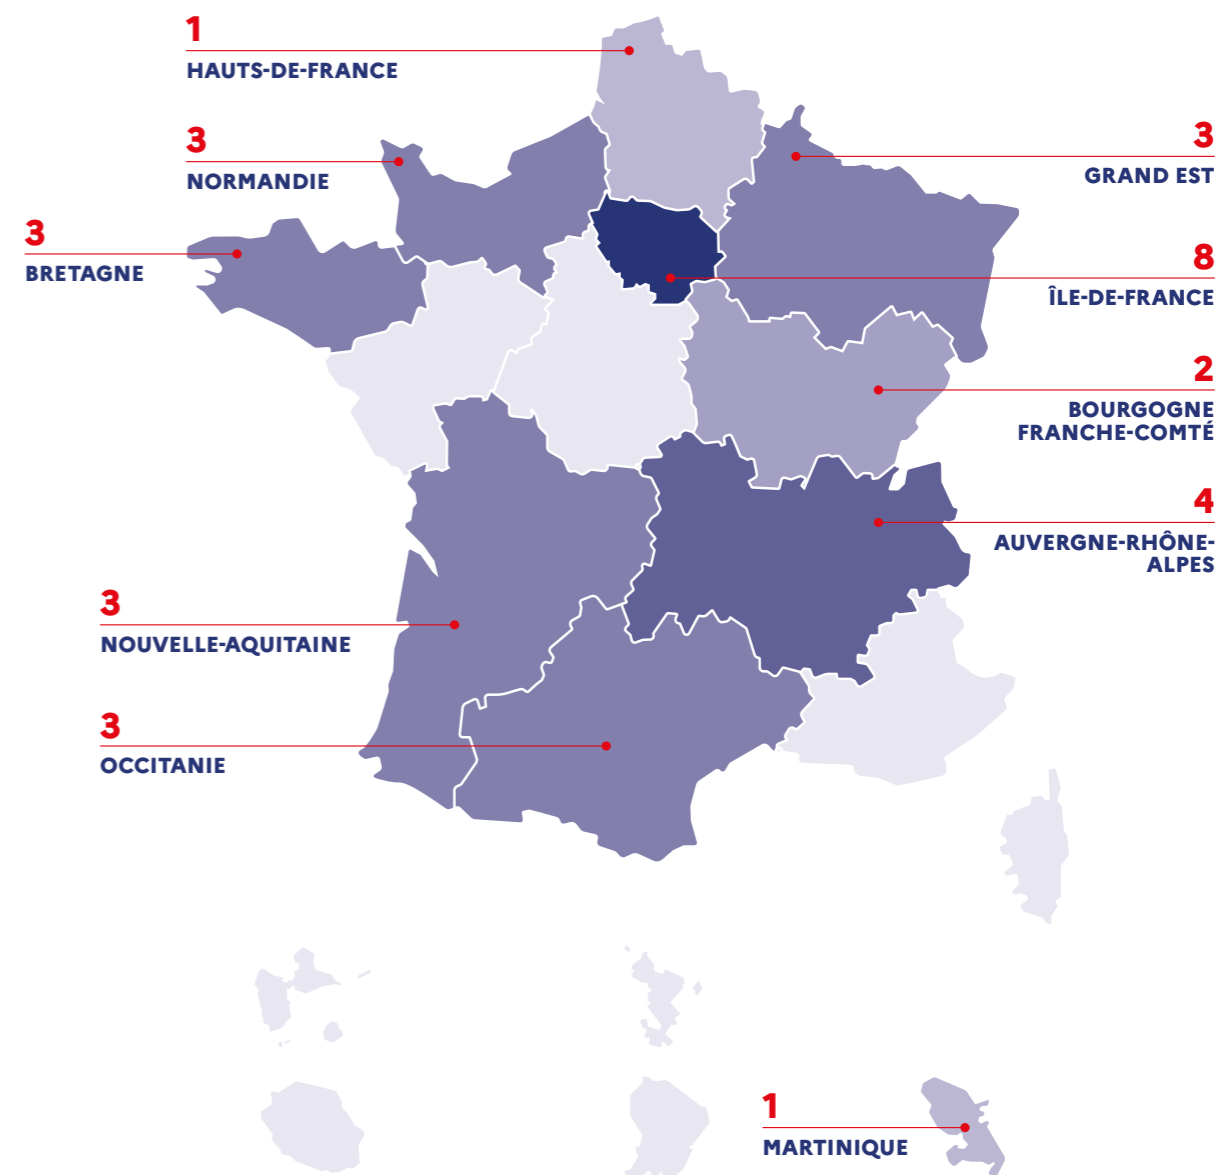 1
HAUTS-DE-FRANCE
3
NORMANDIE
3
BRETAGNE
3
GRAND EST
8
ÎLE-DE-FRANCE
2
BOURGOGNE
FRANCHE-COMTÉ
4
AUVERGNE-RHÔNE-
ALPES
3
NOUVELLE-AQUITAINE
3
OCCITANIE
1
MARTINIQUE